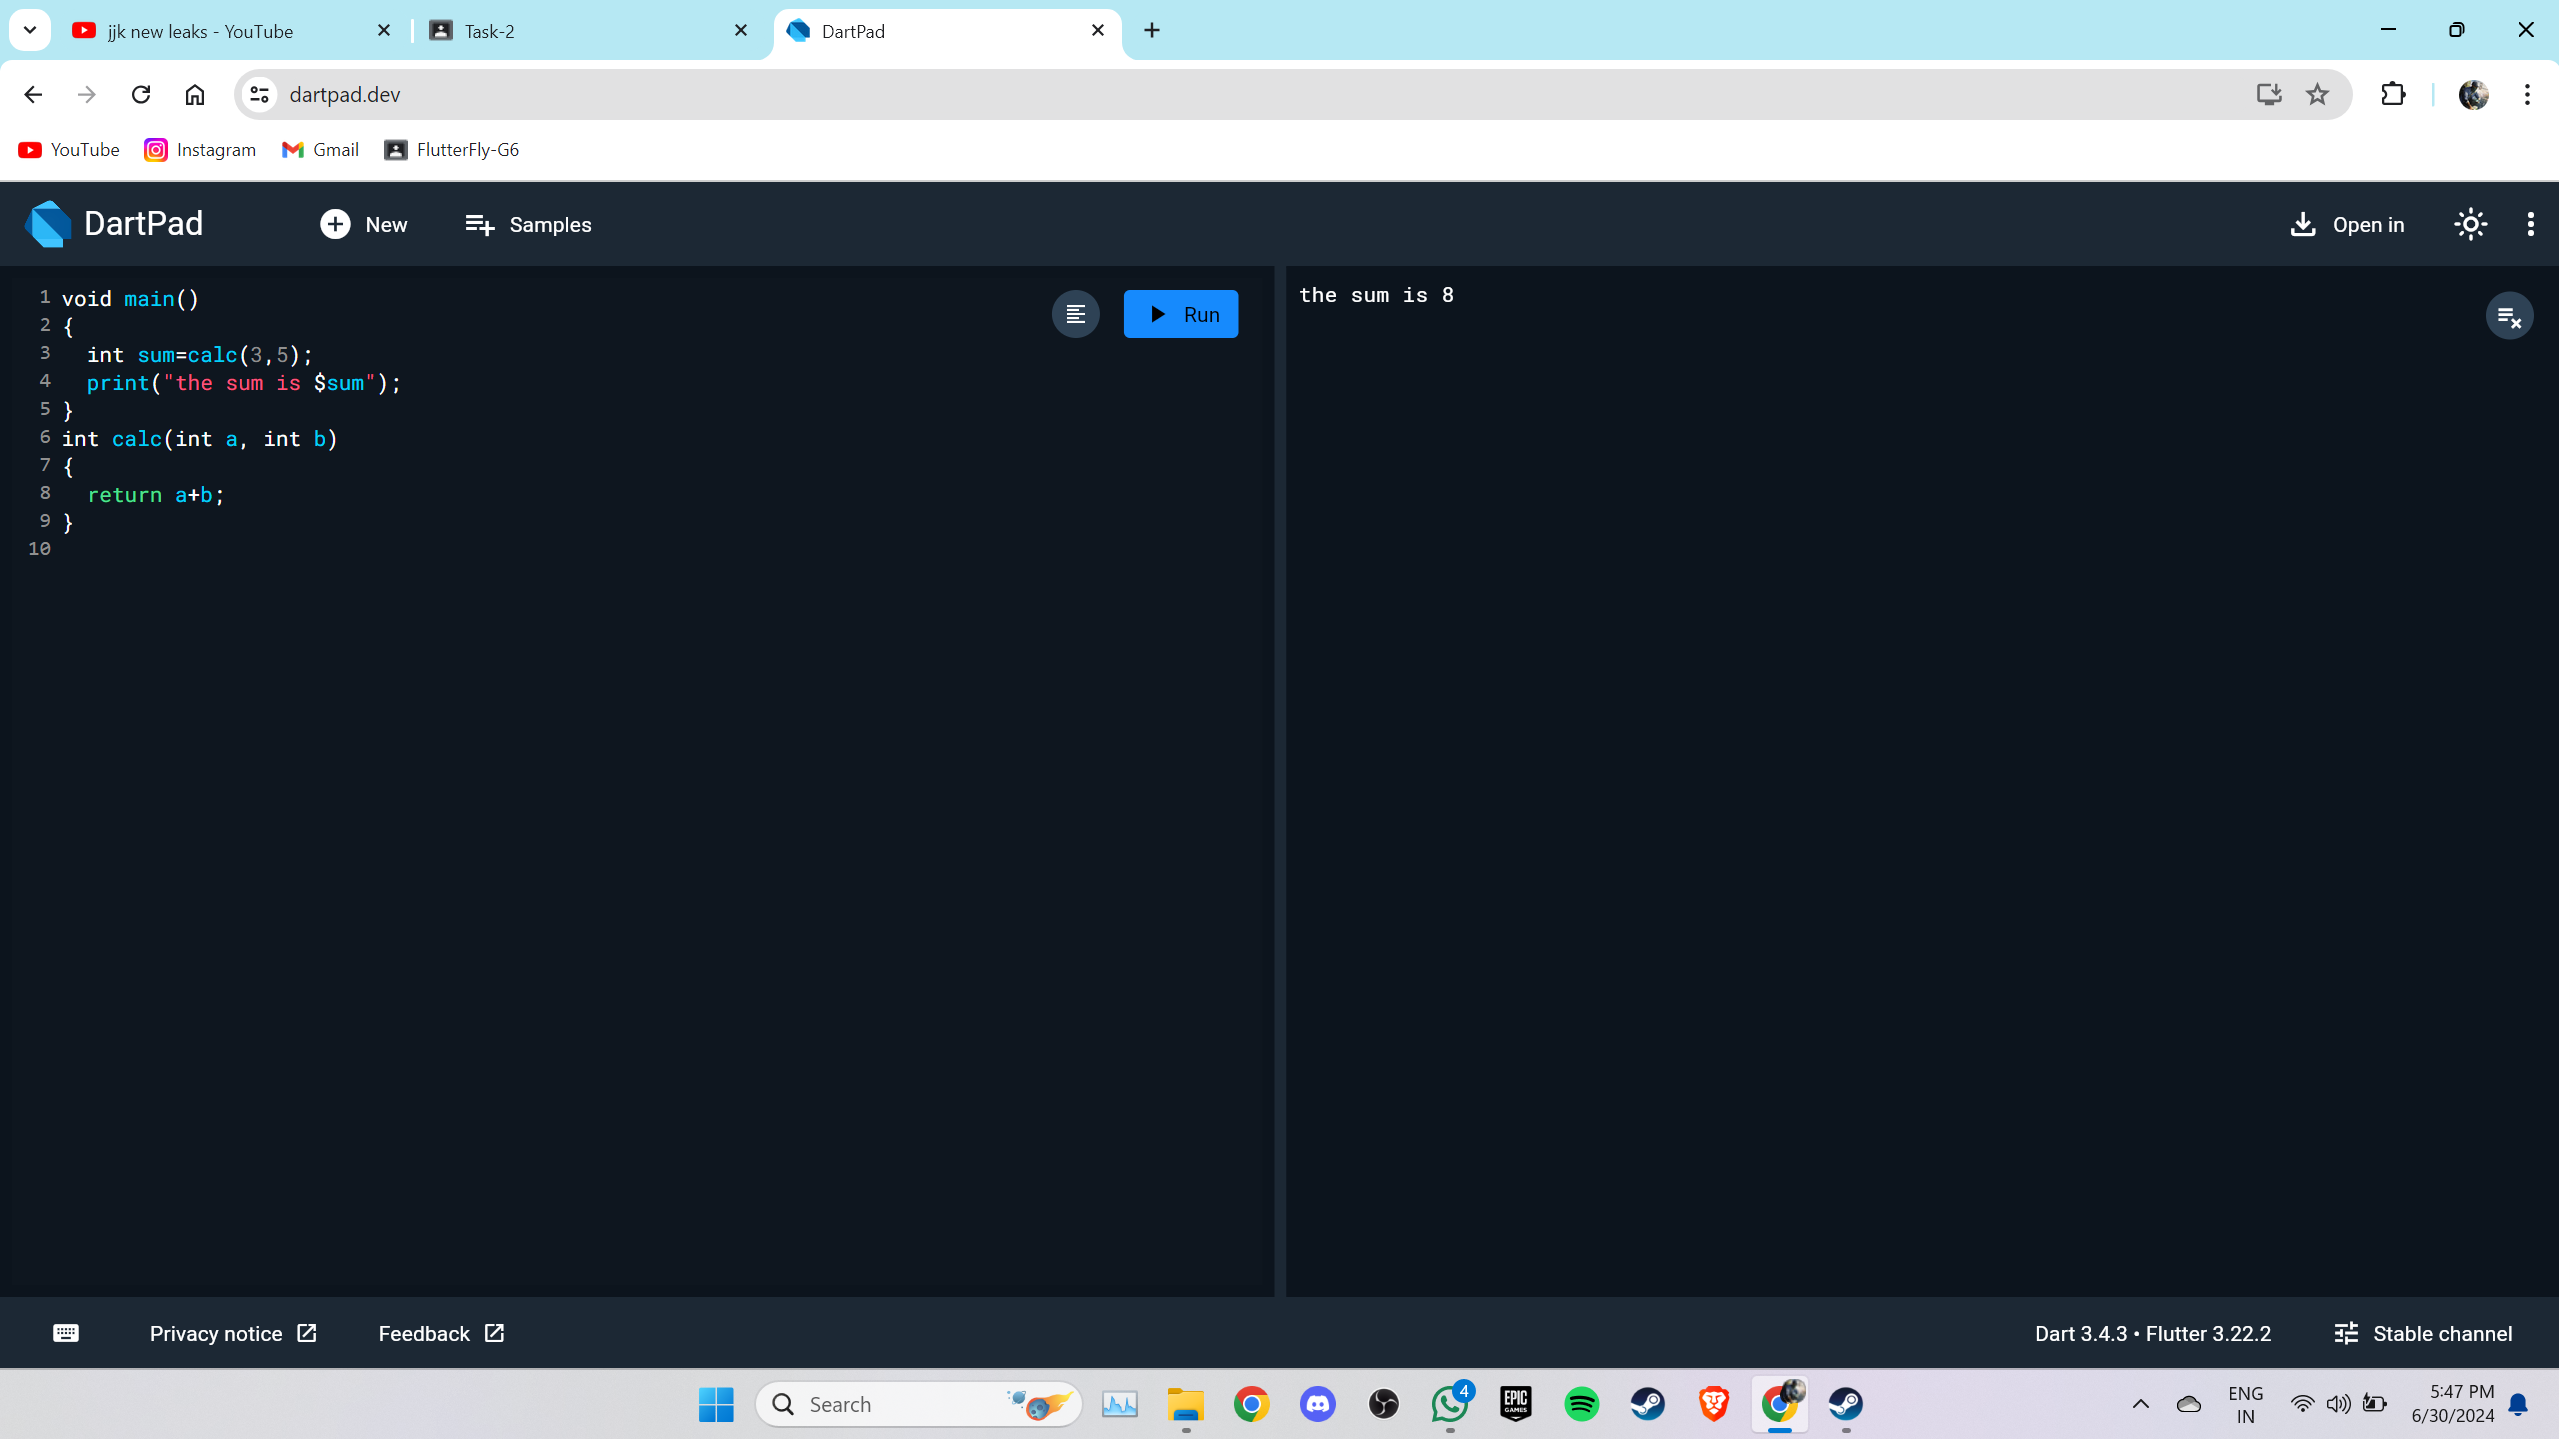 jjk new leaks - YouTube
Task-2
DartPad
dartpad.dev
YouTube
Instagram
Gmail
FlutterFly-G6
DartPad
New
Samples
Open in
1 void main()
2 {
3   int sum=calc(3,5);
4   print("the sum is $sum");
5 }
6 int calc(int a, int b)
7 {
8   return a+b;
9 }
10
Run
the sum is 8
Privacy notice
Feedback
Dart 3.4.3 • Flutter 3.22.2
Stable channel
Search
4
EPIC
GAMES
ENG
IN
5:47 PM
6/30/2024